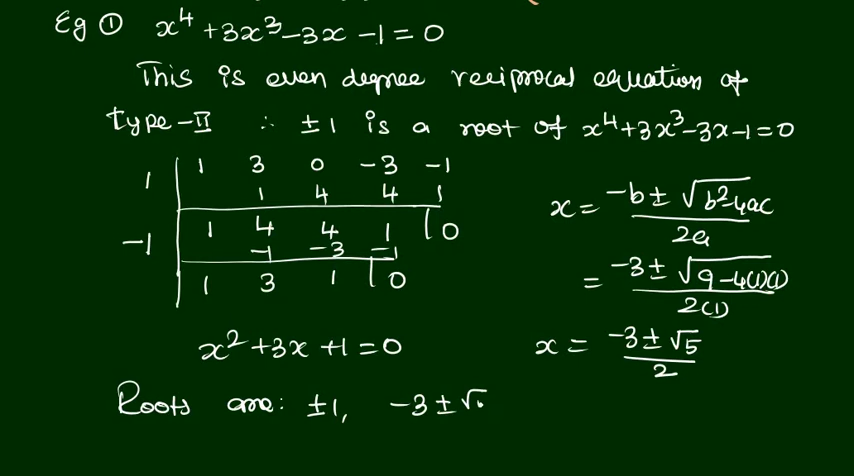 Eg ① x⁴+3x³-3x-1=0
This is even degree reciprocal equation of
type-II ∴ ±1 is a root of x⁴+3x³-3x-1=0
1 | 1 3 0 -3 -1
1 4 4 1
-1 | 1 4 4 1 | 0
-1 -3 -1
1 3 1 | 0
x²+3x+1=0
x = (-b±√(b²-4ac))/2a
= (-3±√(9-4(1)(1)))/2(1)
x = (-3±√5)/2
Roots are: ±1, -3±√